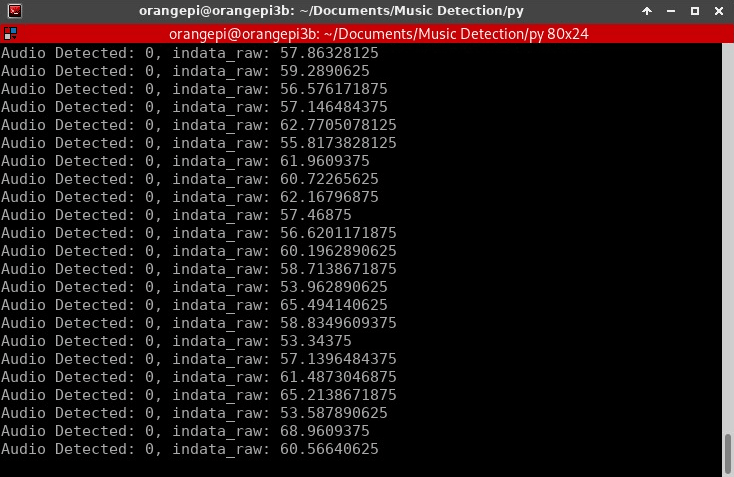 orangepi@orangepi3b: ~/Documents/Music Detection/py
orangepi@orangepi3b: ~/Documents/Music Detection/py 80x24
Audio Detected: 0, indata_raw: 57.86328125
Audio Detected: 0, indata_raw: 59.2890625
Audio Detected: 0, indata_raw: 56.576171875
Audio Detected: 0, indata_raw: 57.146484375
Audio Detected: 0, indata_raw: 62.7705078125
Audio Detected: 0, indata_raw: 55.8173828125
Audio Detected: 0, indata_raw: 61.9609375
Audio Detected: 0, indata_raw: 60.72265625
Audio Detected: 0, indata_raw: 62.16796875
Audio Detected: 0, indata_raw: 57.46875
Audio Detected: 0, indata_raw: 56.6201171875
Audio Detected: 0, indata_raw: 60.1962890625
Audio Detected: 0, indata_raw: 58.7138671875
Audio Detected: 0, indata_raw: 53.962890625
Audio Detected: 0, indata_raw: 65.494140625
Audio Detected: 0, indata_raw: 58.8349609375
Audio Detected: 0, indata_raw: 53.34375
Audio Detected: 0, indata_raw: 57.1396484375
Audio Detected: 0, indata_raw: 61.4873046875
Audio Detected: 0, indata_raw: 65.2138671875
Audio Detected: 0, indata_raw: 53.587890625
Audio Detected: 0, indata_raw: 68.9609375
Audio Detected: 0, indata_raw: 60.56640625